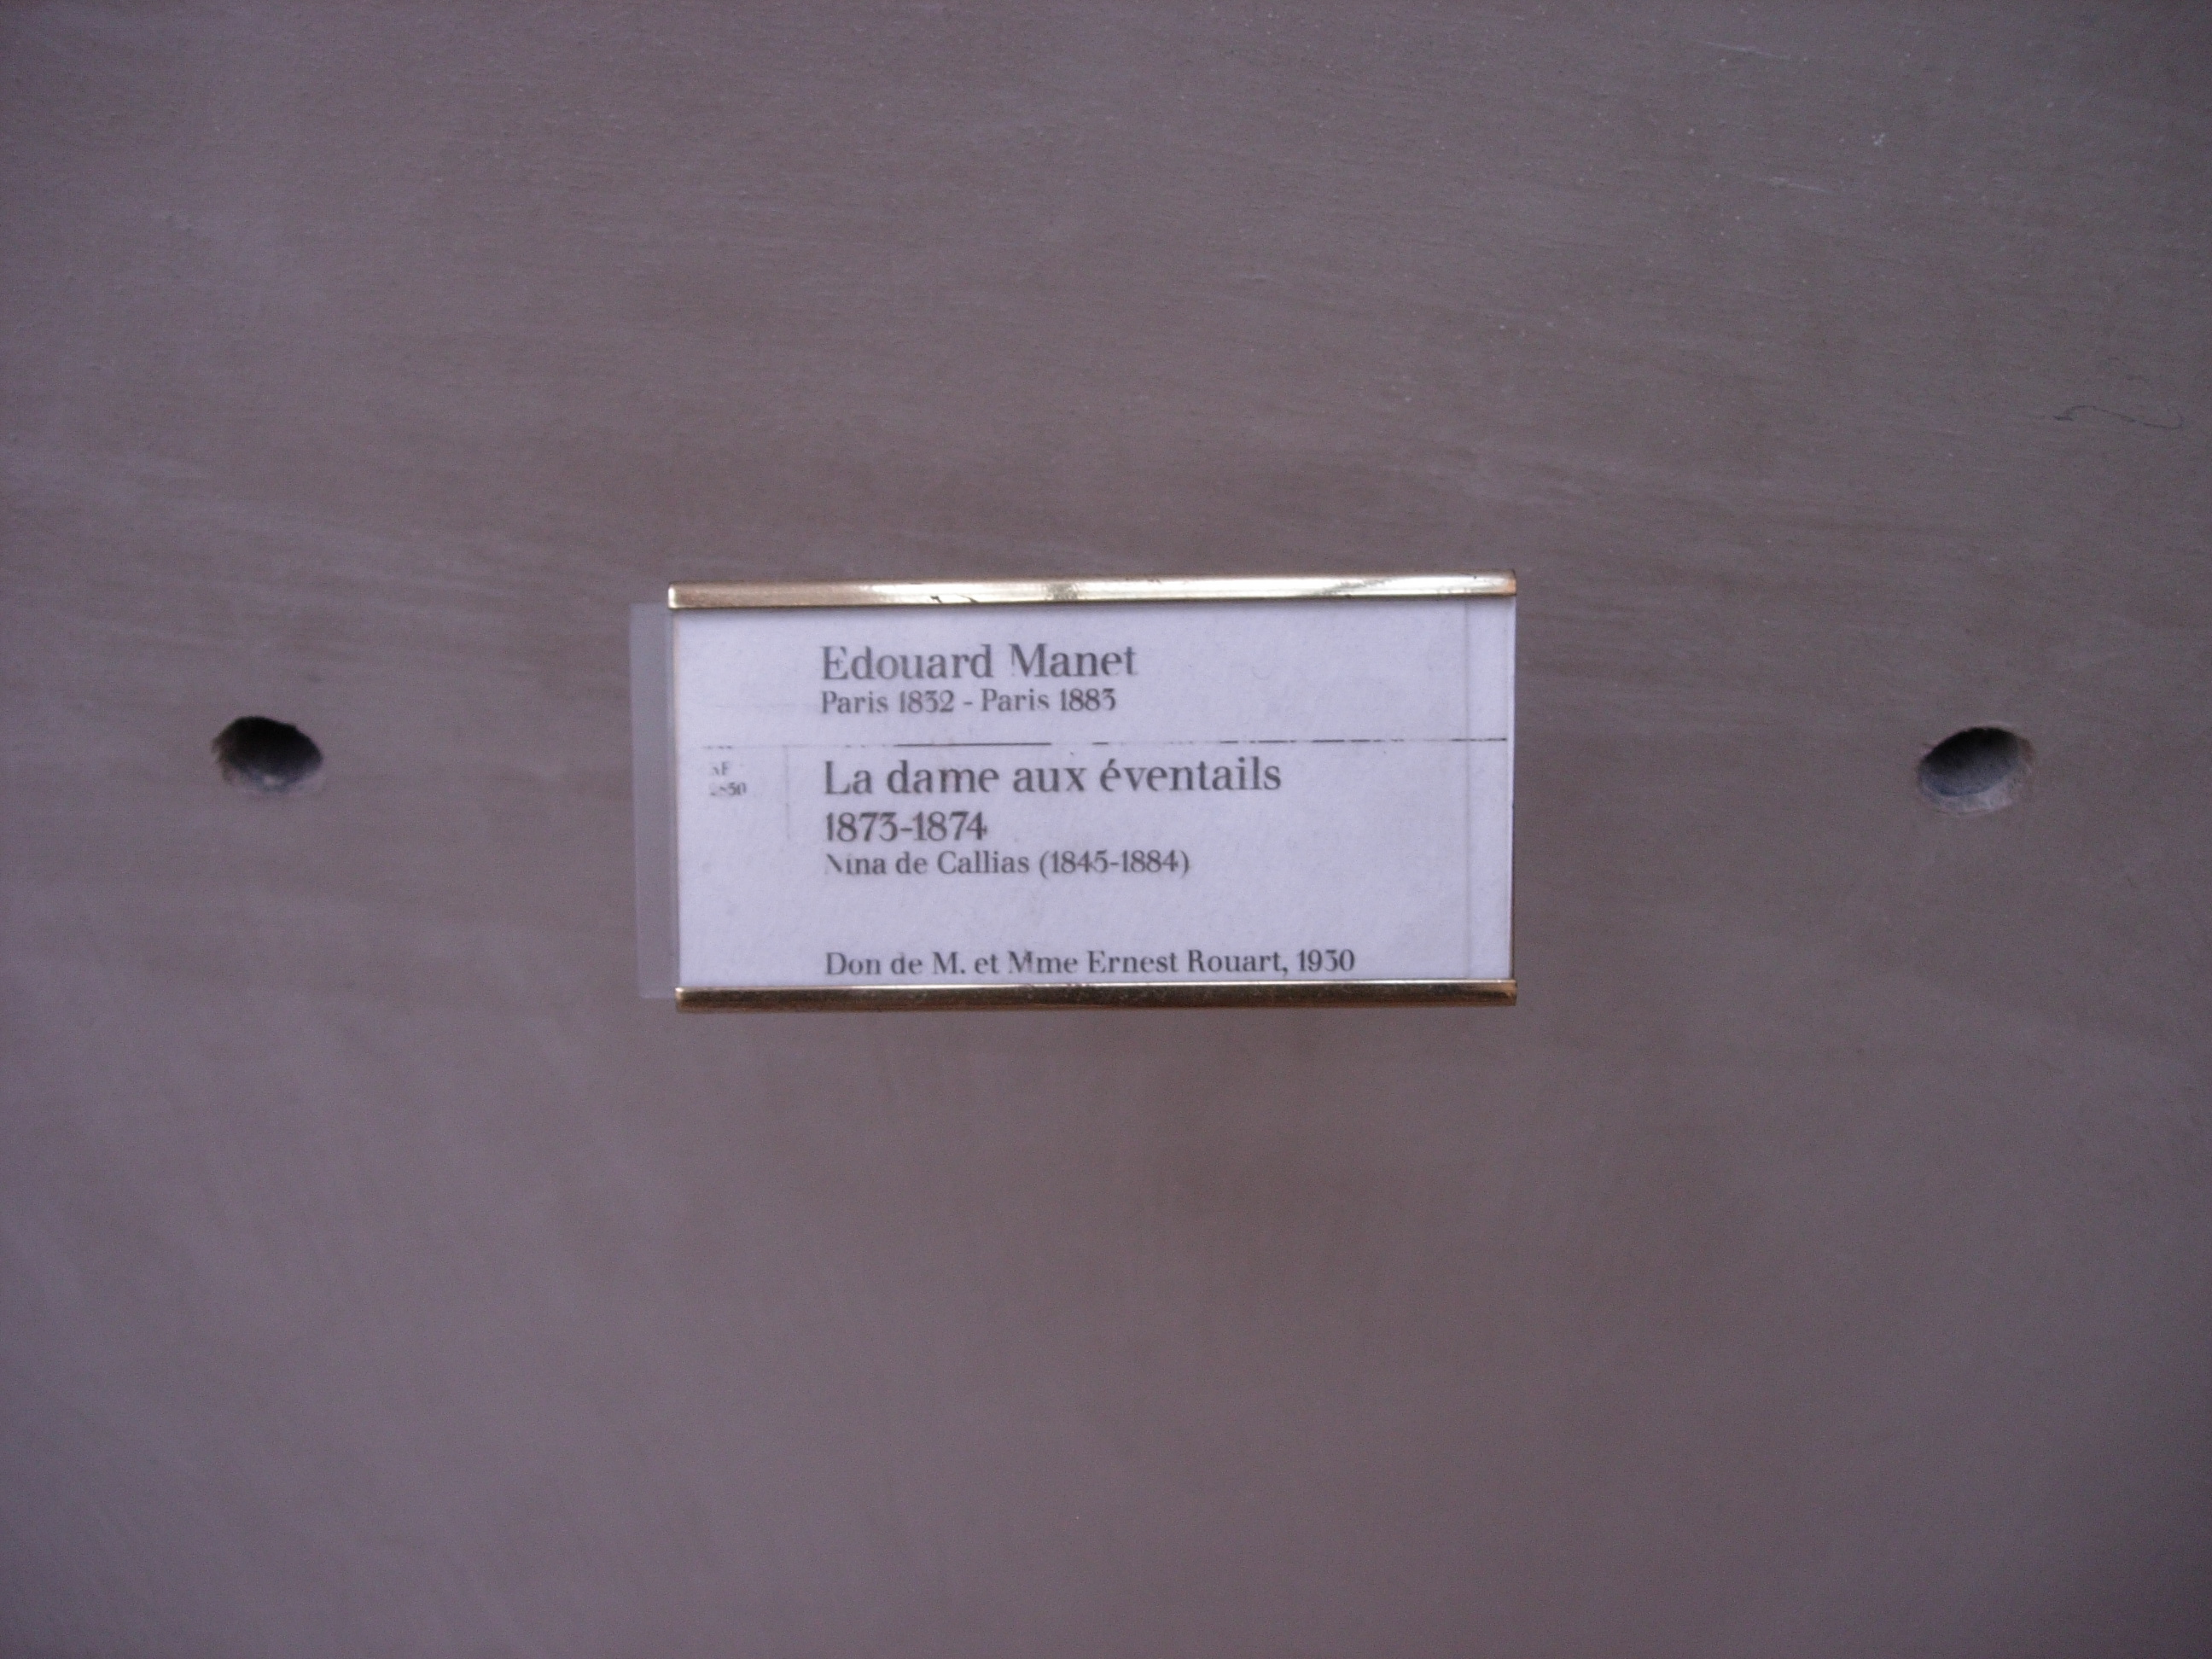 Edouard Manet
Paris 1832 - Paris 1883
La dame aux éventails
1873-1874
Nina de Callias (1845-1884)
Don de M. et Mme Ernest Rouart, 1930